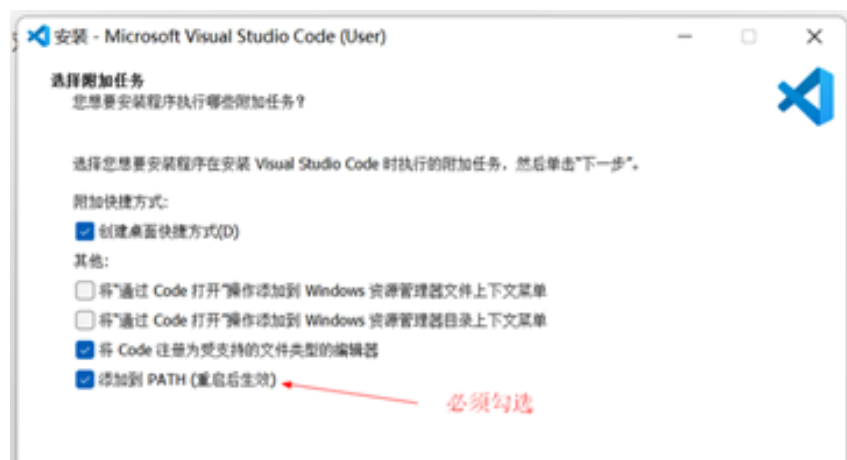 安装 - Microsoft Visual Studio Code (User)
选择附加任务
您想要安装程序执行哪些附加任务?
选择您想要安装程序在安装 Visual Studio Code 时执行的附加任务，然后单击"下一步"。
附加快捷方式:
创建桌面快捷方式(D)
其他:
将"通过 Code 打开"操作添加到 Windows 资源管理器文件上下文菜单
将"通过 Code 打开"操作添加到 Windows 资源管理器目录上下文菜单
将 Code 注册为受支持的文件类型的编辑器
添加到 PATH (重启后生效)
必须勾选